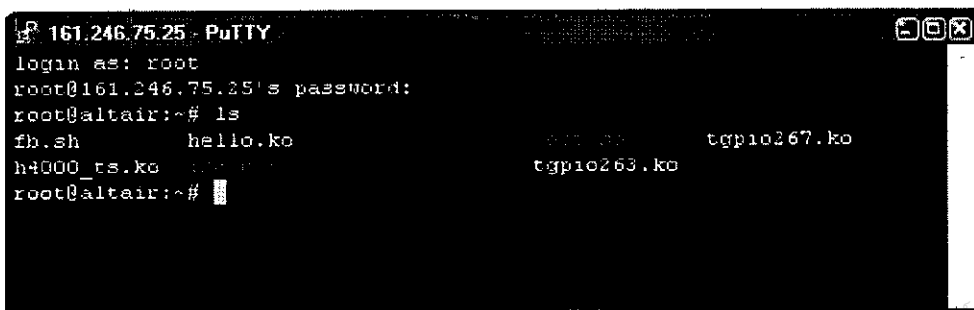 161.246.75.25 - PuTTY
login as: root
root@161.246.75.25's password:
root@altair:~# ls
fb.sh hello.ko tgpio267.ko
h4000_ts.ko tgpio263.ko
root@altair:~#